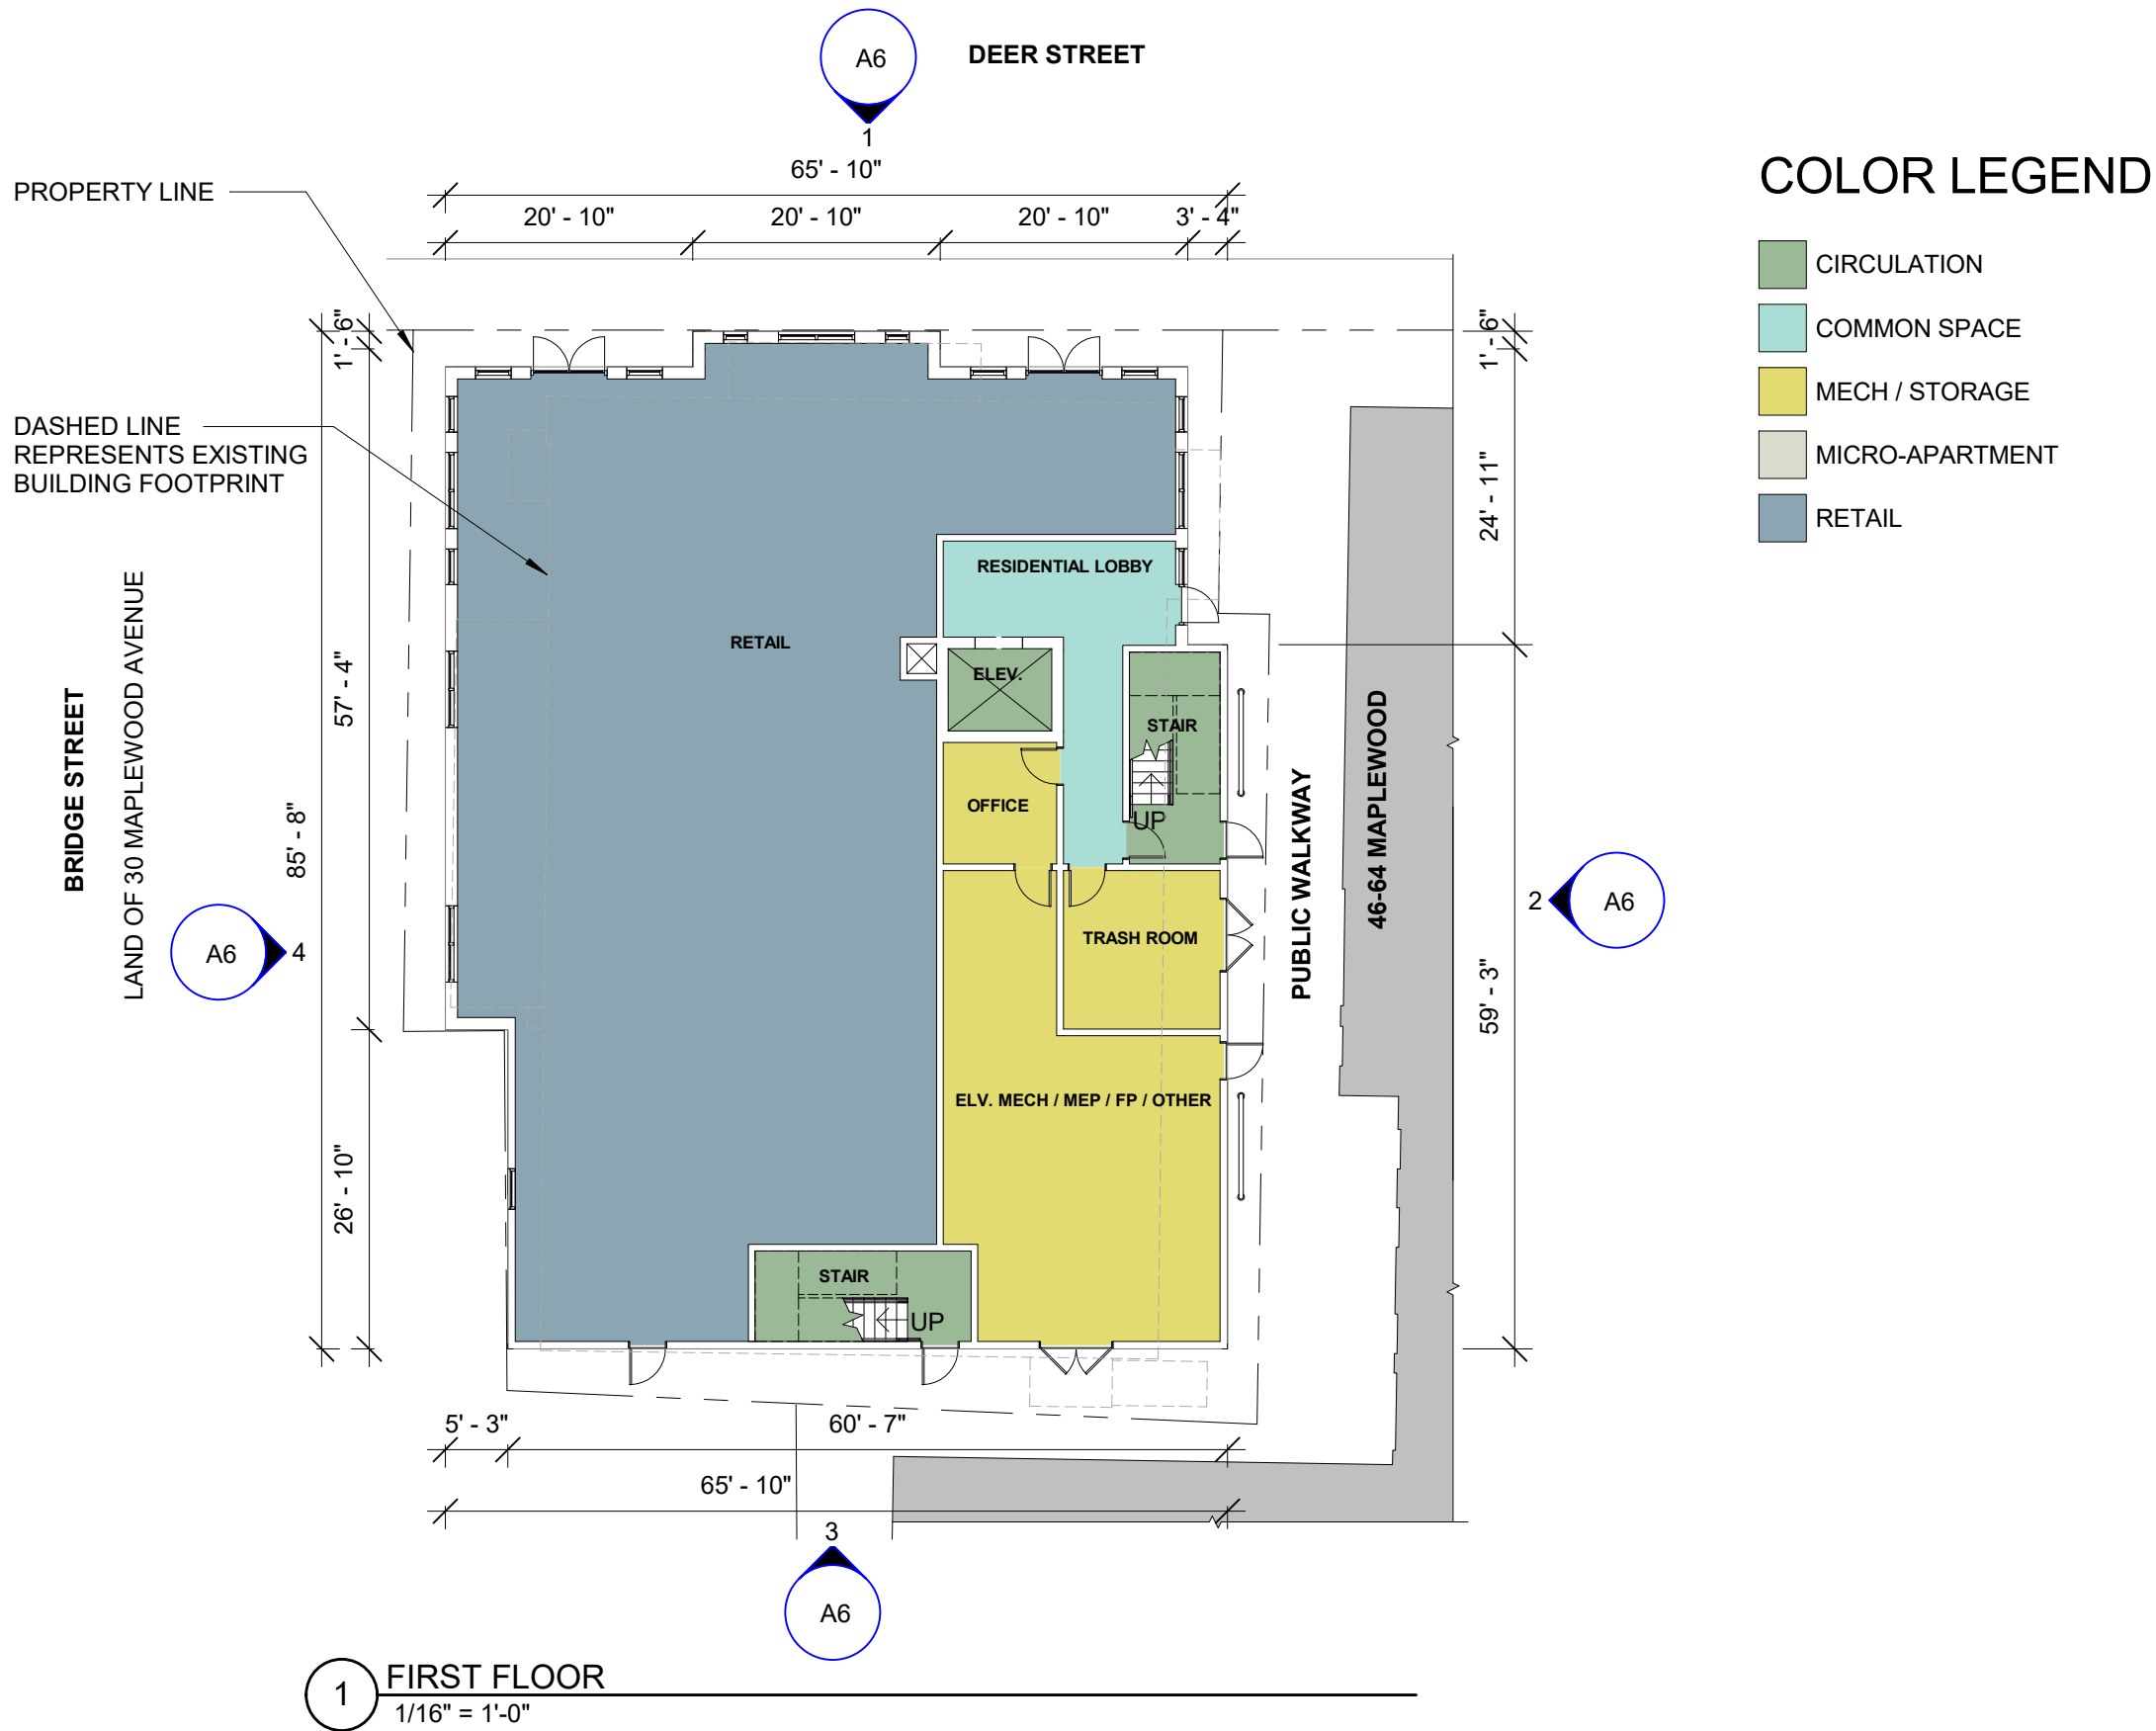 A6
DEER STREET
1
65' - 10"
PROPERTY LINE
20' - 10"
20' - 10"
20' - 10"
3' - 4"
COLOR LEGEND
CIRCULATION
COMMON SPACE
MECH / STORAGE
MICRO-APARTMENT
RETAIL
1' - 6"
1' - 6"
DASHED LINE
REPRESENTS EXISTING
BUILDING FOOTPRINT
24' - 11"
RESIDENTIAL LOBBY
RETAIL
ELEV.
STAIR
UP
OFFICE
TRASH ROOM
ELV. MECH / MEP / FP / OTHER
STAIR
UP
BRIDGE STREET
LAND OF 30 MAPLEWOOD AVENUE
57' - 4"
85' - 8"
26' - 10"
A6
4
PUBLIC WALKWAY
46-64 MAPLEWOOD
59' - 3"
2
A6
5' - 3"
60' - 7"
65' - 10"
3
A6
1
FIRST FLOOR
1/16" = 1'-0"